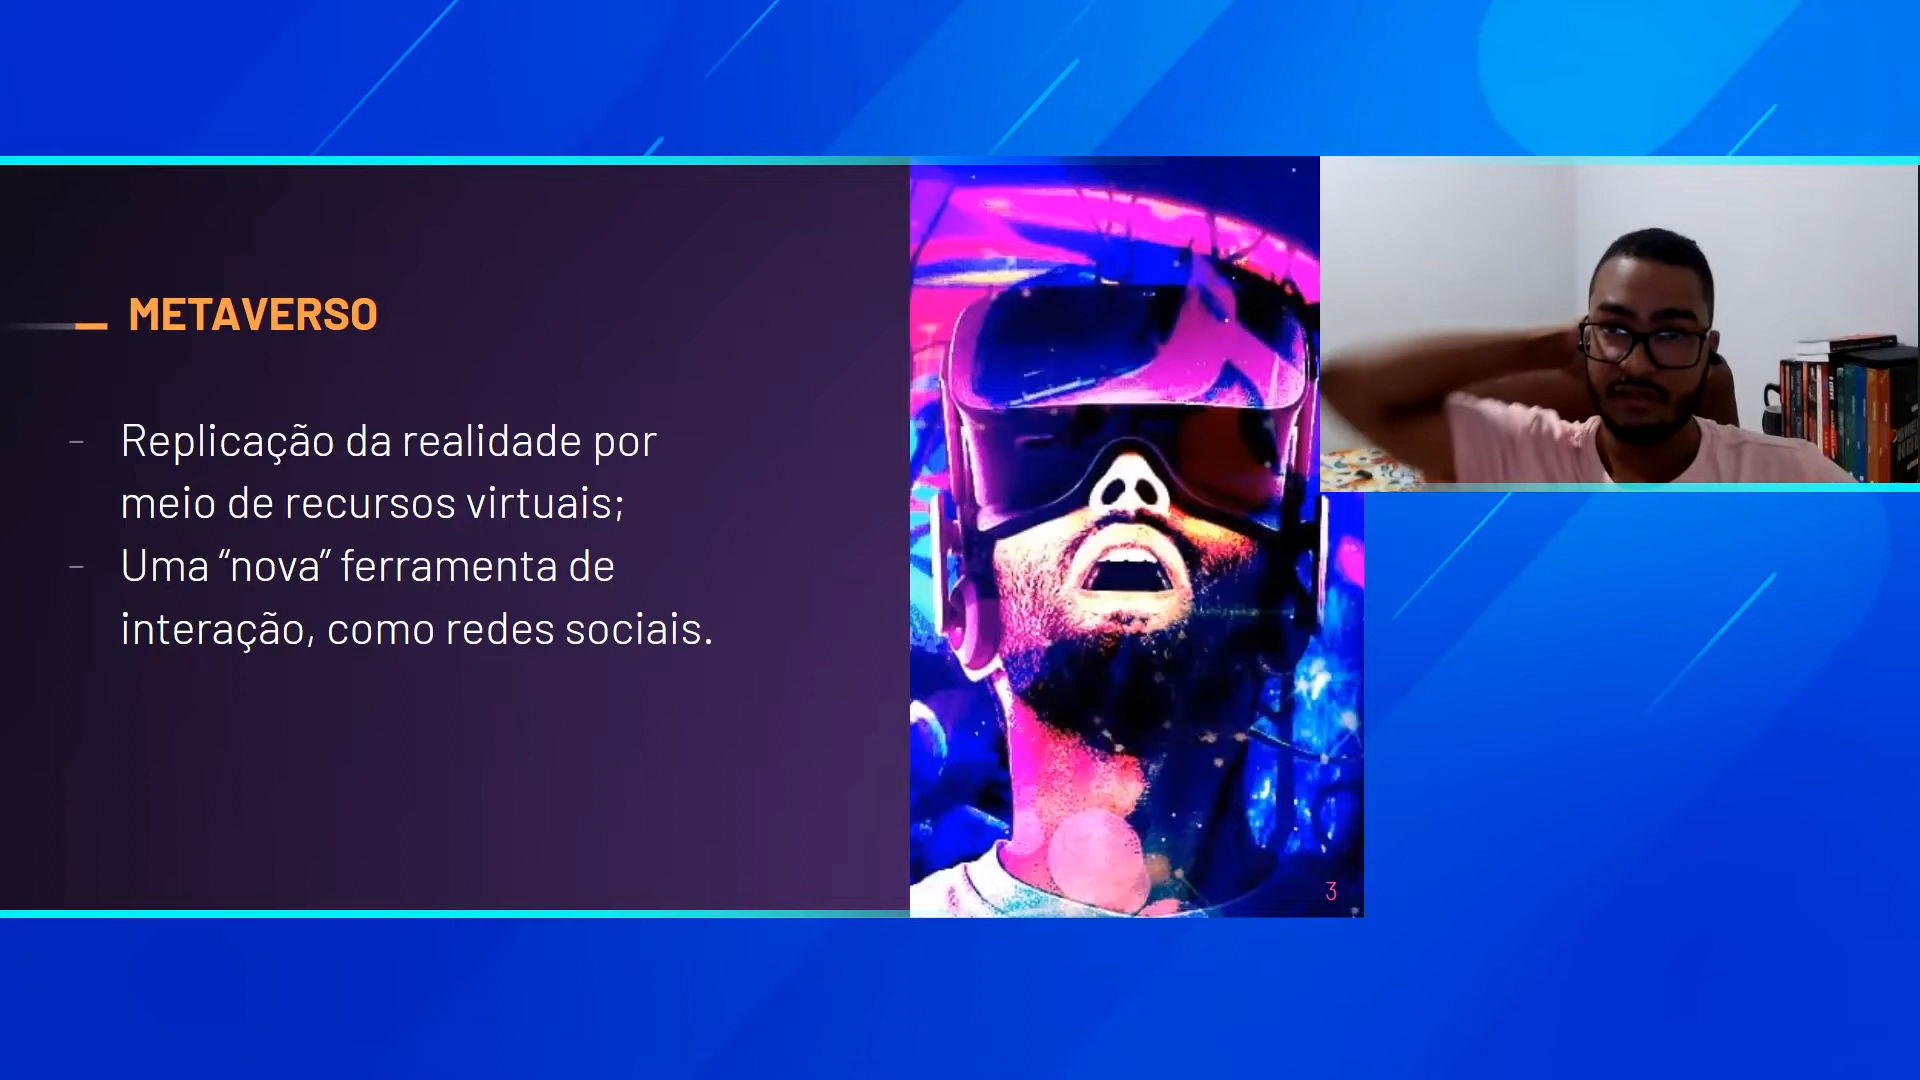 METAVERSO
- Replicação da realidade por
meio de recursos virtuais;
- Uma “nova” ferramenta de
interação, como redes sociais.
3